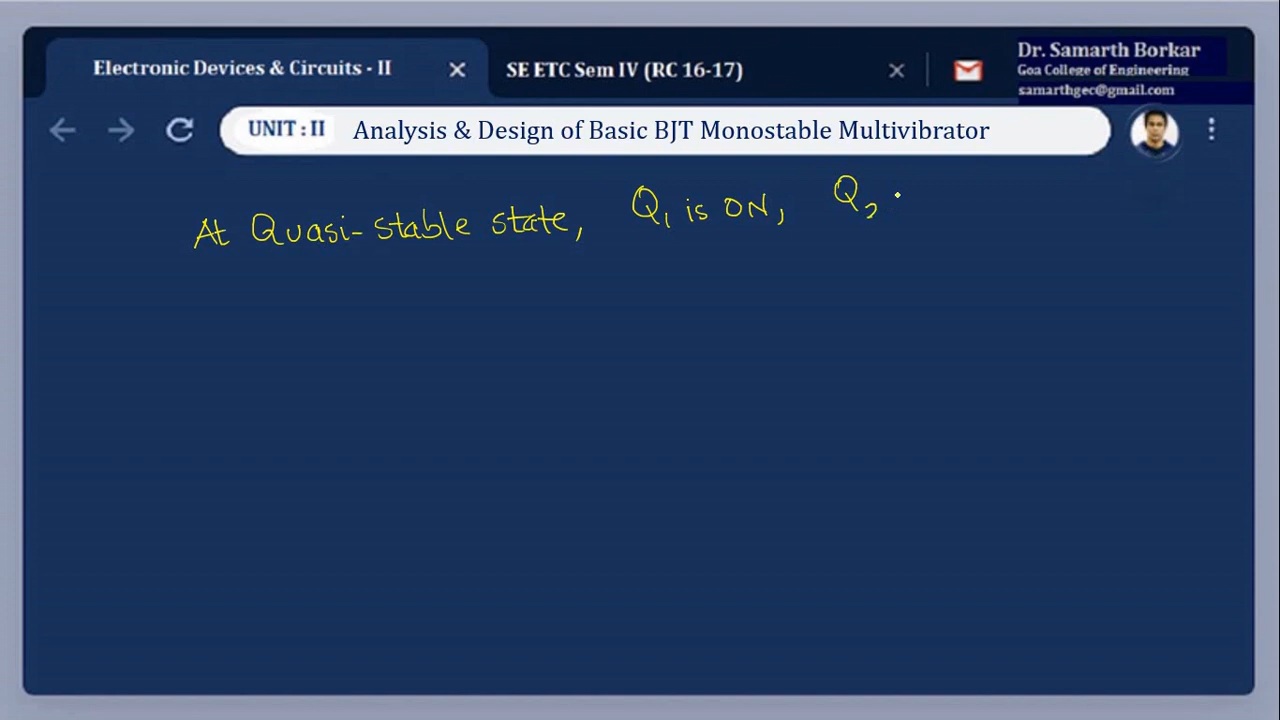 Electronic Devices & Circuits - II
SE ETC Sem IV (RC 16-17)
Dr. Samarth Borkar
Goa College of Engineering
samarthgec@gmail.com
UNIT : II
Analysis & Design of Basic BJT Monostable Multivibrator
At Quasi-stable state, Q₁ is ON, Q₂